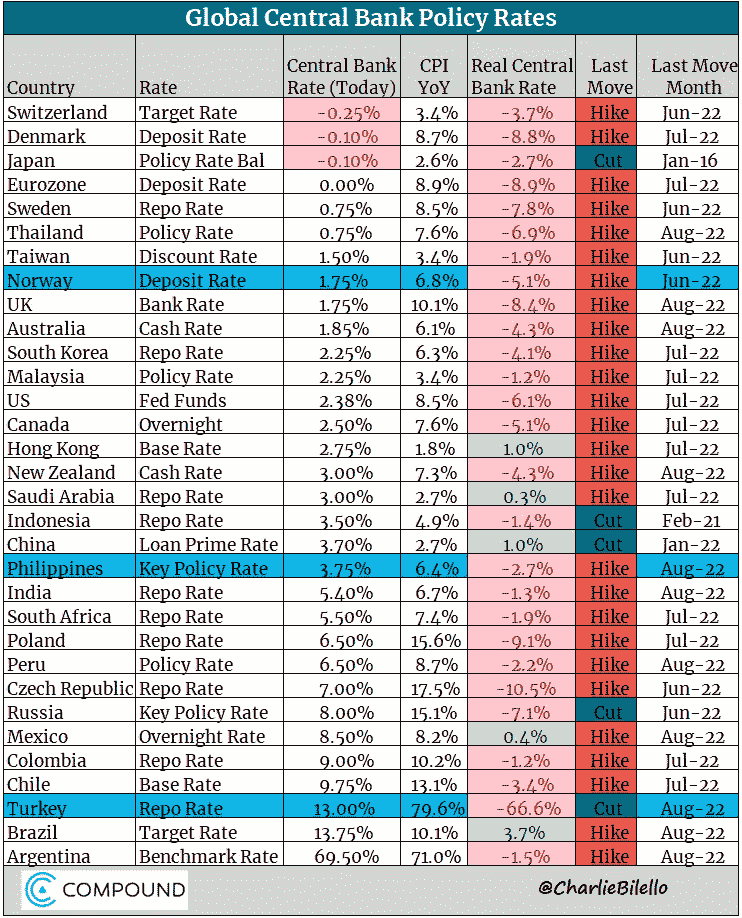 Global Central Bank Policy Rates
Country Rate Central Bank Rate (Today) CPI YoY Real Central Bank Rate Last Move Last Move Month
Switzerland Target Rate -0.25% 3.4% -3.7% Hike Jun-22
Denmark Deposit Rate -0.10% 8.7% -8.8% Hike Jul-22
Japan Policy Rate Bal -0.10% 2.6% -2.7% Cut Jan-16
Eurozone Deposit Rate 0.00% 8.9% -8.9% Hike Jul-22
Sweden Repo Rate 0.75% 8.5% -7.8% Hike Jun-22
Thailand Policy Rate 0.75% 7.6% -6.9% Hike Aug-22
Taiwan Discount Rate 1.50% 3.4% -1.9% Hike Jun-22
Norway Deposit Rate 1.75% 6.8% -5.1% Hike Jun-22
UK Bank Rate 1.75% 10.1% -8.4% Hike Aug-22
Australia Cash Rate 1.85% 6.1% -4.3% Hike Aug-22
South Korea Repo Rate 2.25% 6.3% -4.1% Hike Jul-22
Malaysia Policy Rate 2.25% 3.4% -1.2% Hike Jul-22
US Fed Funds 2.38% 8.5% -6.1% Hike Jul-22
Canada Overnight 2.50% 7.6% -5.1% Hike Jul-22
Hong Kong Base Rate 2.75% 1.8% 1.0% Hike Jul-22
New Zealand Cash Rate 3.00% 7.3% -4.3% Hike Aug-22
Saudi Arabia Repo Rate 3.00% 2.7% 0.3% Hike Jul-22
Indonesia Repo Rate 3.50% 4.9% -1.4% Cut Feb-21
China Loan Prime Rate 3.70% 2.7% 1.0% Cut Jan-22
Philippines Key Policy Rate 3.75% 6.4% -2.7% Hike Aug-22
India Repo Rate 5.40% 6.7% -1.3% Hike Aug-22
South Africa Repo Rate 5.50% 7.4% -1.9% Hike Jul-22
Poland Repo Rate 6.50% 15.6% -9.1% Hike Jul-22
Peru Policy Rate 6.50% 8.7% -2.2% Hike Aug-22
Czech Republic Repo Rate 7.00% 17.5% -10.5% Hike Jun-22
Russia Key Policy Rate 8.00% 15.1% -7.1% Cut Jun-22
Mexico Overnight Rate 8.50% 8.2% 0.4% Hike Aug-22
Colombia Repo Rate 9.00% 10.2% -1.2% Hike Jul-22
Chile Base Rate 9.75% 13.1% -3.4% Hike Jul-22
Turkey Repo Rate 13.00% 79.6% -66.6% Cut Aug-22
Brazil Target Rate 13.75% 10.1% 3.7% Hike Aug-22
Argentina Benchmark Rate 69.50% 71.0% -1.5% Hike Aug-22
COMPOUND @CharlieBilello